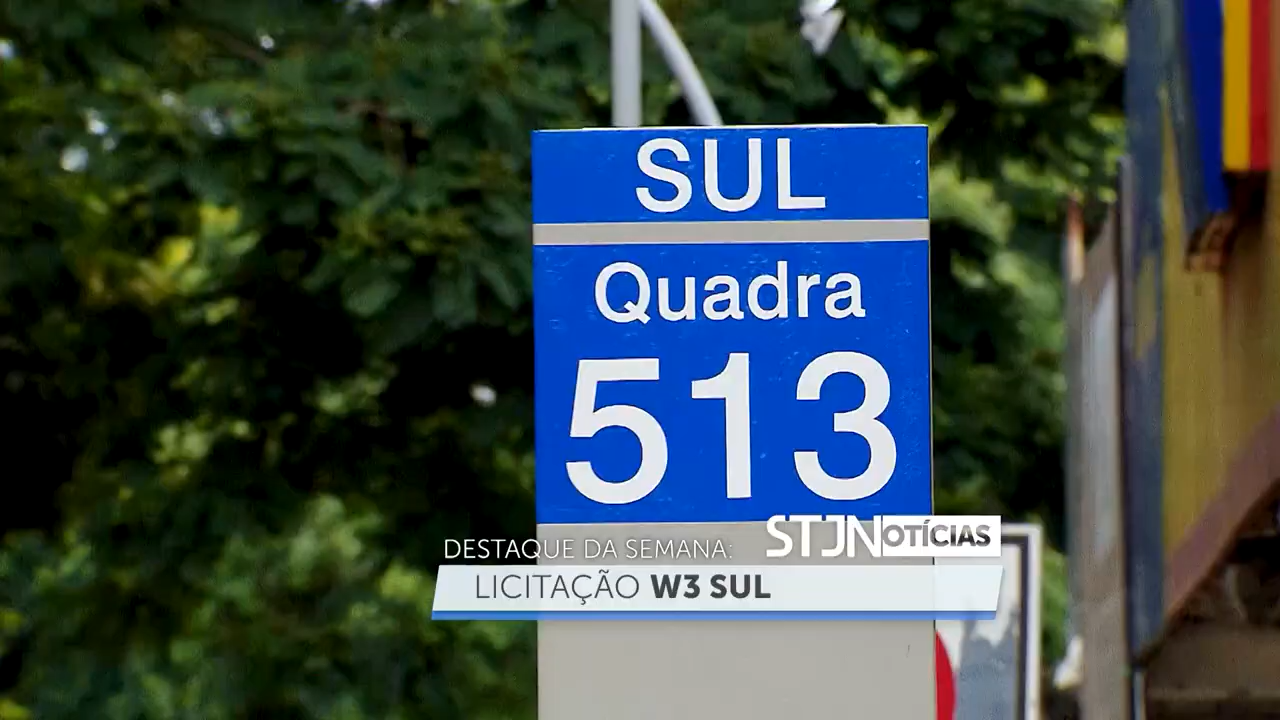 SUL
Quadra
513
DESTAQUE DA SEMANA:
STJNOTÍCIAS
LICITAÇÃO W3 SUL